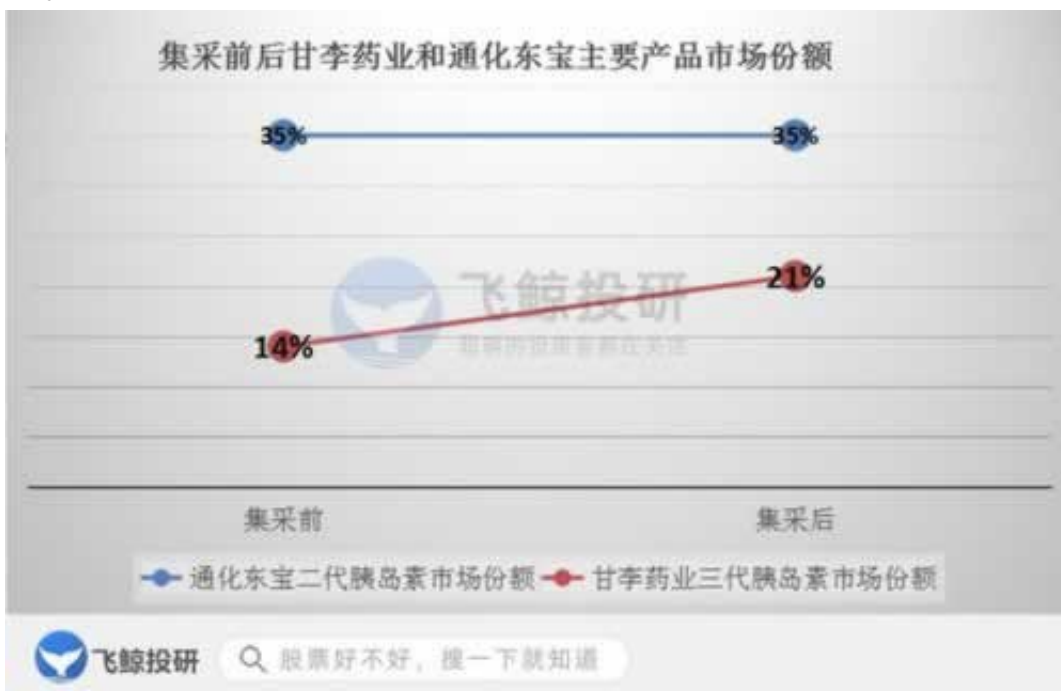 集采前后甘李药业和通化东宝主要产品市场份额
35%
35%
飞鲸投研
21%
14%
集采前
集采后
通化东宝二代胰岛素市场份额
甘李药业三代胰岛素市场份额
飞鲸投研
股票好不好，搜一下就知道